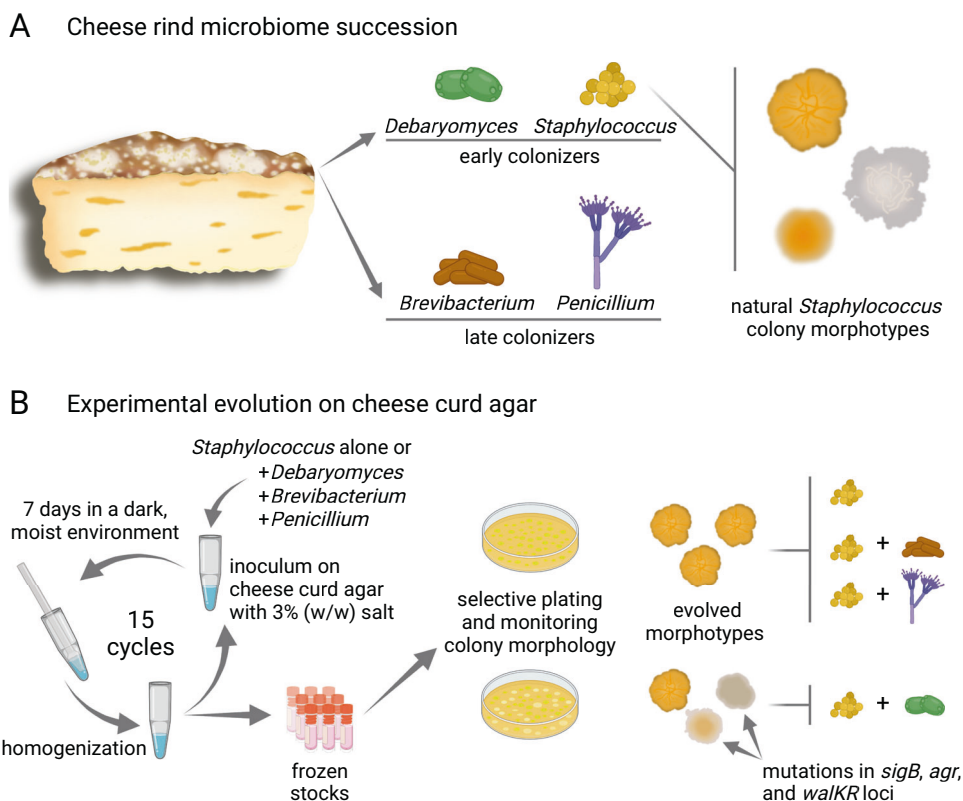 A Cheese rind microbiome succession
Debaryomyces Staphylococcus
early colonizers
Brevibacterium Penicillium
late colonizers
natural Staphylococcus
colony morphotypes
B Experimental evolution on cheese curd agar
Staphylococcus alone or
+Debaryomyces
+Brevibacterium
+Penicillium
7 days in a dark,
moist environment
inoculum on
cheese curd agar
with 3% (w/w) salt
15
cycles
homogenization
frozen
stocks
selective plating
and monitoring
colony morphology
evolved
morphotypes
+
+
+
mutations in sigB, agr,
and walKR loci